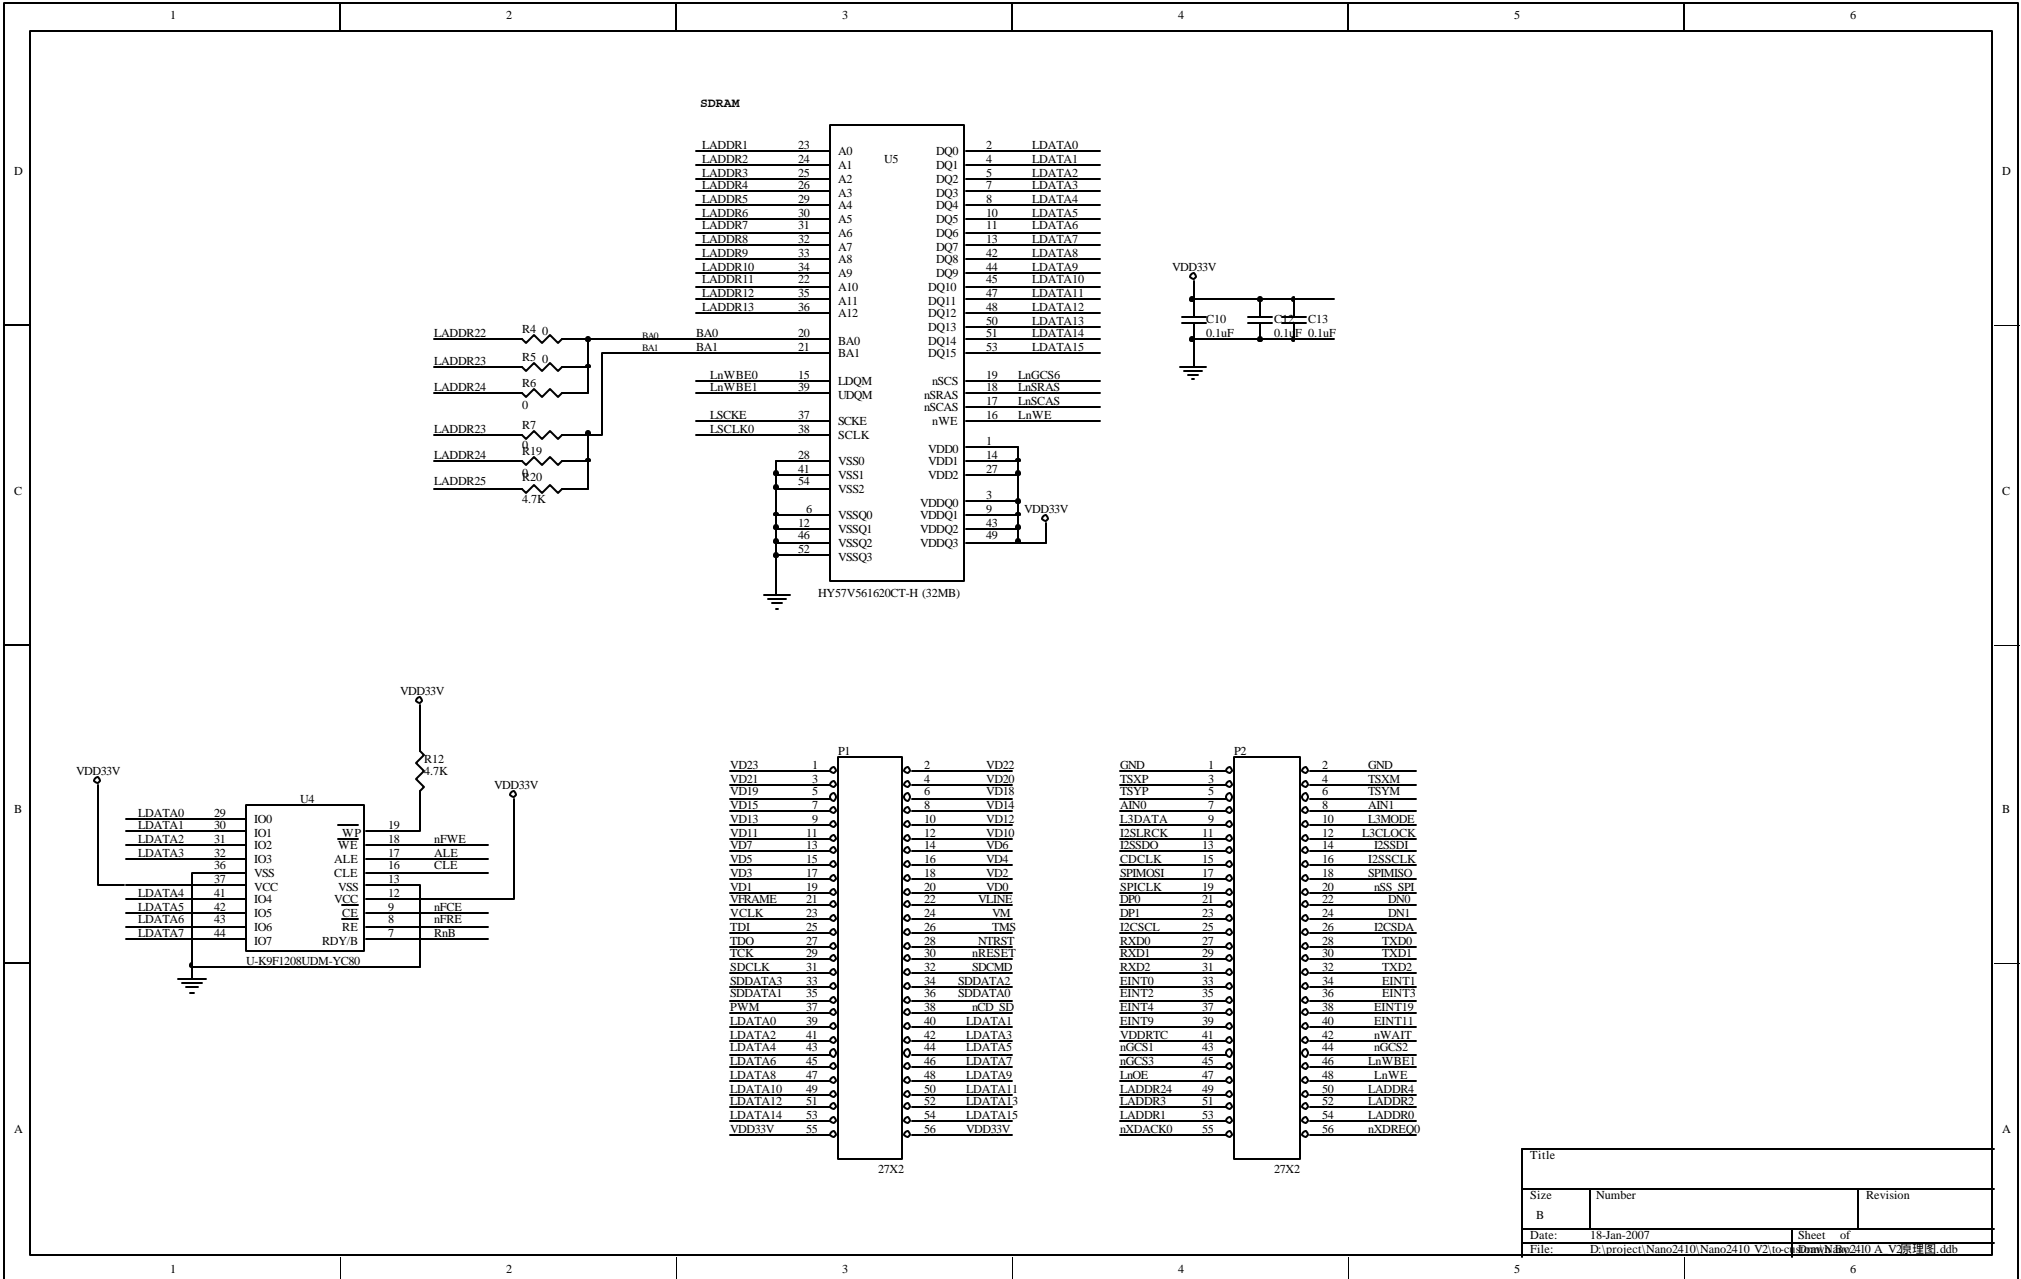 1 2 3 4 5 6
SDRAM
U5
LADDR1 23 A0 DQ0 2 LDATA0
LADDR2 24 A1 DQ1 4 LDATA1
LADDR3 25 A2 DQ2 5 LDATA2
LADDR4 26 A3 DQ3 7 LDATA3
LADDR5 29 A4 DQ4 8 LDATA4
LADDR6 30 A5 DQ5 10 LDATA5
LADDR7 31 A6 DQ6 11 LDATA6
LADDR8 32 A7 DQ7 13 LDATA7
LADDR9 33 A8 DQ8 42 LDATA8
LADDR10 34 A9 DQ9 44 LDATA9
LADDR11 22 A10 DQ10 45 LDATA10
LADDR12 35 A11 DQ11 47 LDATA11
LADDR13 36 A12 DQ12 48 LDATA12
DQ13 50 LDATA13
BA0 20 BA0 DQ14 51 LDATA14
BA1 21 BA1 DQ15 53 LDATA15
LnWBE0 15 LDQM nSCS 19 LnGCS6
LnWBE1 39 UDQM nSRAS 18 LnSRAS
nSCAS 17 LnSCAS
LSCKE 37 SCKE nWE 16 LnWE
LSCLK0 38 SCLK
VDD0 1
28 VSS0 VDD1 14
41 VSS1 VDD2 27
54 VSS2
VDDQ0 3
6 VSSQ0 VDDQ1 9 VDD33V
12 VSSQ1 VDDQ2 43
46 VSSQ2 VDDQ3 49
52 VSSQ3
HY57V561620CT-H (32MB)
LADDR22 R4 0 BA0
LADDR23 R5 0 BA1
LADDR24 R6 0
LADDR23 R7 0
LADDR24 R19 0
LADDR25 R20 4.7K
VDD33V
C10 C12 C13
0.1uF 0.1uF 0.1uF
D D
C C
B B
A A
VDD33V
R12
4.7K
VDD33V VDD33V
U4
LDATA0 29 IO0
LDATA1 30 IO1 WP 19
LDATA2 31 IO2 WE 18 nFWE
LDATA3 32 IO3 ALE 17 ALE
36 VSS CLE 16 CLE
37 VCC VSS 13
LDATA4 41 IO4 VCC 12
LDATA5 42 IO5 CE 9 nFCE
LDATA6 43 IO6 RE 8 nFRE
LDATA7 44 IO7 RDY/B 7 RnB
U-K9F1208UDM-YC80
P1
VD23 1 2 VD22
VD21 3 4 VD20
VD19 5 6 VD18
VD15 7 8 VD14
VD13 9 10 VD12
VD11 11 12 VD10
VD7 13 14 VD6
VD5 15 16 VD4
VD3 17 18 VD2
VD1 19 20 VD0
VFRAME 21 22 VLINE
VCLK 23 24 VM
TDI 25 26 TMS
TDO 27 28 NTRST
TCK 29 30 nRESET
SDCLK 31 32 SDCMD
SDDATA3 33 34 SDDATA2
SDDATA1 35 36 SDDATA0
PWM 37 38 nCD_SD
LDATA0 39 40 LDATA1
LDATA2 41 42 LDATA3
LDATA4 43 44 LDATA5
LDATA6 45 46 LDATA7
LDATA8 47 48 LDATA9
LDATA10 49 50 LDATA11
LDATA12 51 52 LDATA13
LDATA14 53 54 LDATA15
VDD33V 55 56 VDD33V
27X2
P2
GND 1 2 GND
TSXP 3 4 TSXM
TSYP 5 6 TSYM
AIN0 7 8 AIN1
L3DATA 9 10 L3MODE
I2SLRCK 11 12 L3CLOCK
I2SSDO 13 14 I2SSDI
CDCLK 15 16 I2SSCLK
SPIMOSI 17 18 SPIMISO
SPICLK 19 20 nSS_SPI
DP0 21 22 DN0
DP1 23 24 DN1
I2CSCL 25 26 I2CSDA
RXD0 27 28 TXD0
RXD1 29 30 TXD1
RXD2 31 32 TXD2
EINT0 33 34 EINT1
EINT2 35 36 EINT3
EINT4 37 38 EINT19
EINT9 39 40 EINT11
VDDRTC 41 42 nWAIT
nGCS1 43 44 nGCS2
nGCS3 45 46 LnWBE1
LnOE 47 48 LnWE
LADDR24 49 50 LADDR4
LADDR3 51 52 LADDR2
LADDR1 53 54 LADDR0
nXDACK0 55 56 nXDREQ0
27X2
Title
Size Number Revision
B
Date: 18-Jan-2007 Sheet of
File: D:\project\Nano2410\Nano2410 V2\to-
Drawn By:
A V2原理图.ddb
1 2 3 4 5 6